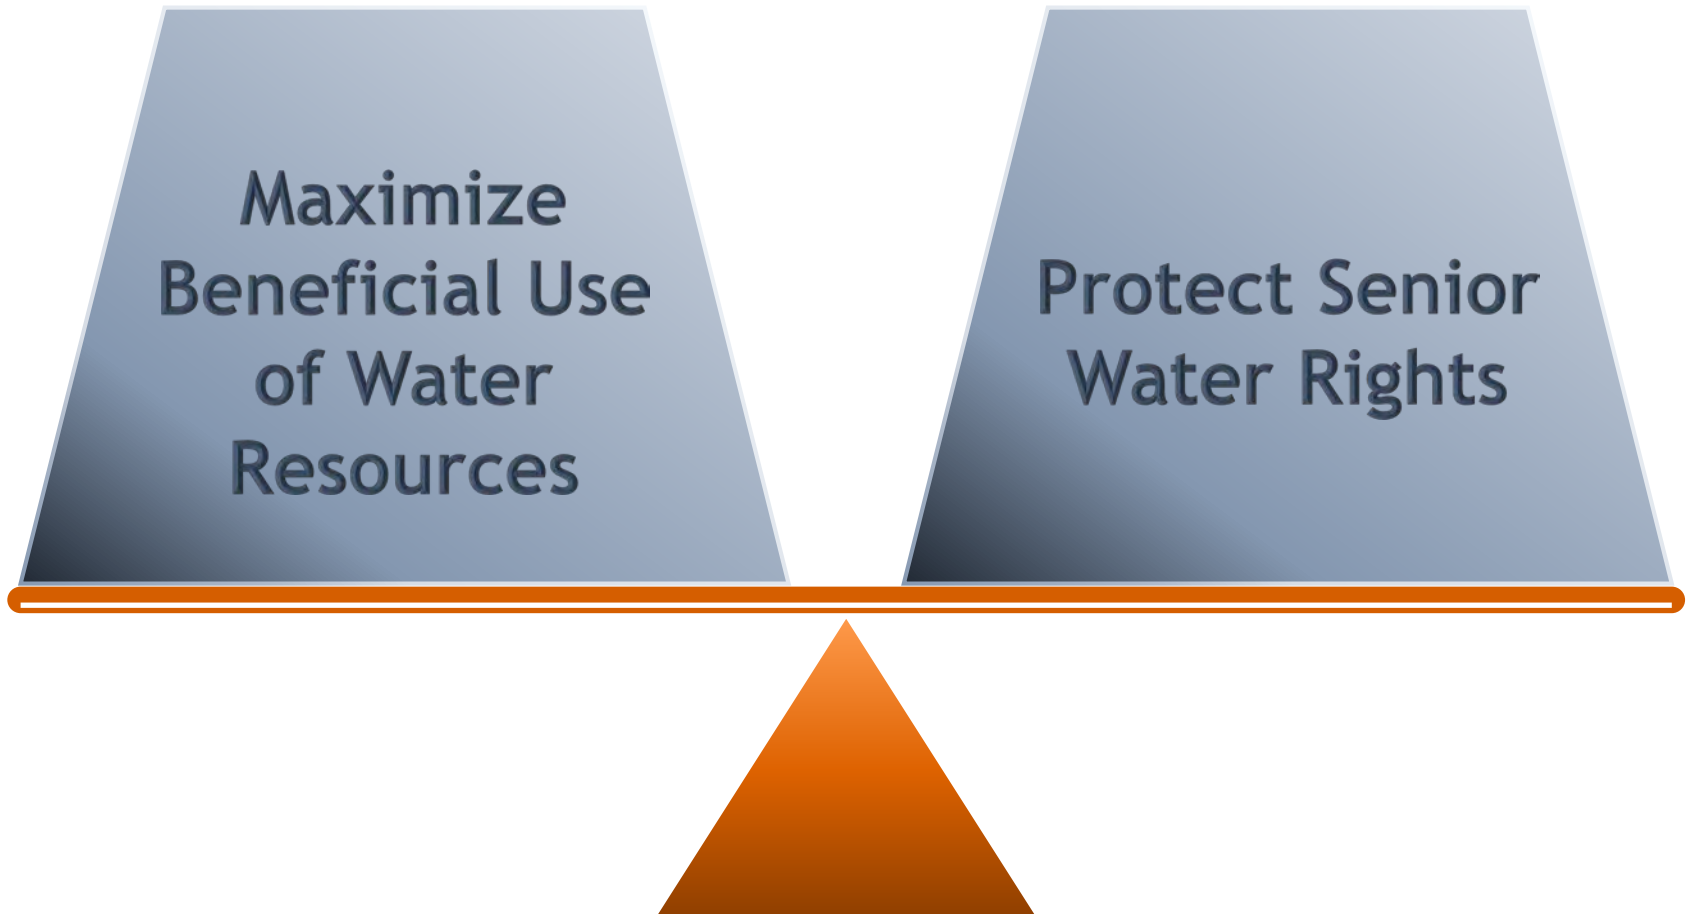 Maximize
Beneficial Use
of Water
Resources
Protect Senior
Water Rights